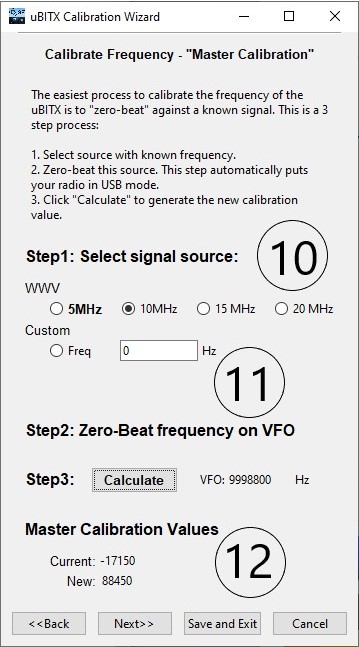 uBITX Calibration Wizard
Calibrate Frequency - "Master Calibration"
The easiest process to calibrate the frequency of the
uBITX is to "zero-beat" against a known signal. This is a 3
step process:
1. Select source with known frequency.
2. Zero-beat this source. This step automatically puts
your radio in USB mode.
3. Click "Calculate" to generate the new calibration
value.
Step1: Select signal source:
10
WWV
5MHz 10MHz 15 MHz 20 MHz
Custom
Freq 0 Hz
11
Step2: Zero-Beat frequency on VFO
Step3: Calculate VFO: 9998800 Hz
Master Calibration Values
12
Current: -17150
New: 88450
<<Back Next>> Save and Exit Cancel